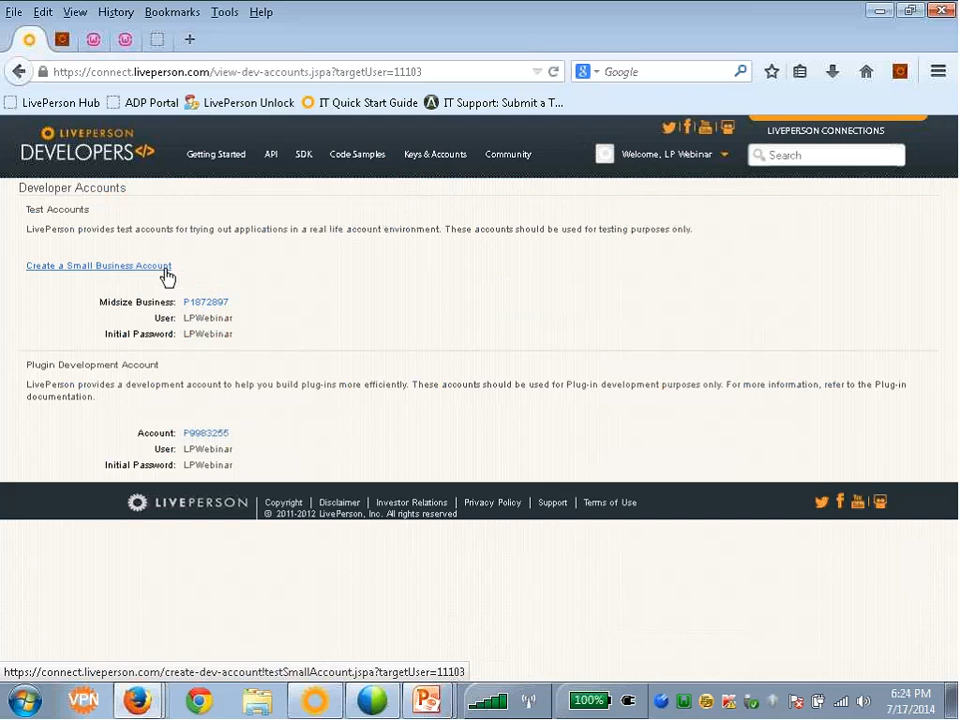 File Edit View History Bookmarks Tools Help
https://connect.liveperson.com/view-dev-accounts.jspa?targetUser=11103
Google
LivePerson Hub ADP Portal LivePerson Unlock IT Quick Start Guide IT Support: Submit a T...
LIVEPERSON
DEVELOPERS
Getting Started API SDK Code Samples Keys & Accounts Community
Welcome, LP Webinar
LIVEPERSON CONNECTIONS
Search
Developer Accounts
Test Accounts
LivePerson provides test accounts for trying out applications in a real life account environment. These accounts should be used for testing purposes only.
Create a Small Business Account
Midsize Business: P1872897
User: LPWebinar
Initial Password: LPWebinar
Plugin Development Account
LivePerson provides a development account to help you build plug-ins more efficiently. These accounts should be used for Plug-in development purposes only. For more information, refer to the Plug-in
documentation.
Account: P9983255
User: LPWebinar
Initial Password: LPWebinar
LIVEPERSON Copyright Disclaimer Investor Relations Privacy Policy Support Terms of Use
© 2011-2012 LivePerson, Inc. All rights reserved
https://connect.liveperson.com/create-dev-account!testSmallAccount.jspa?targetUser=11103
VPN
100%
6:24 PM
7/17/2014